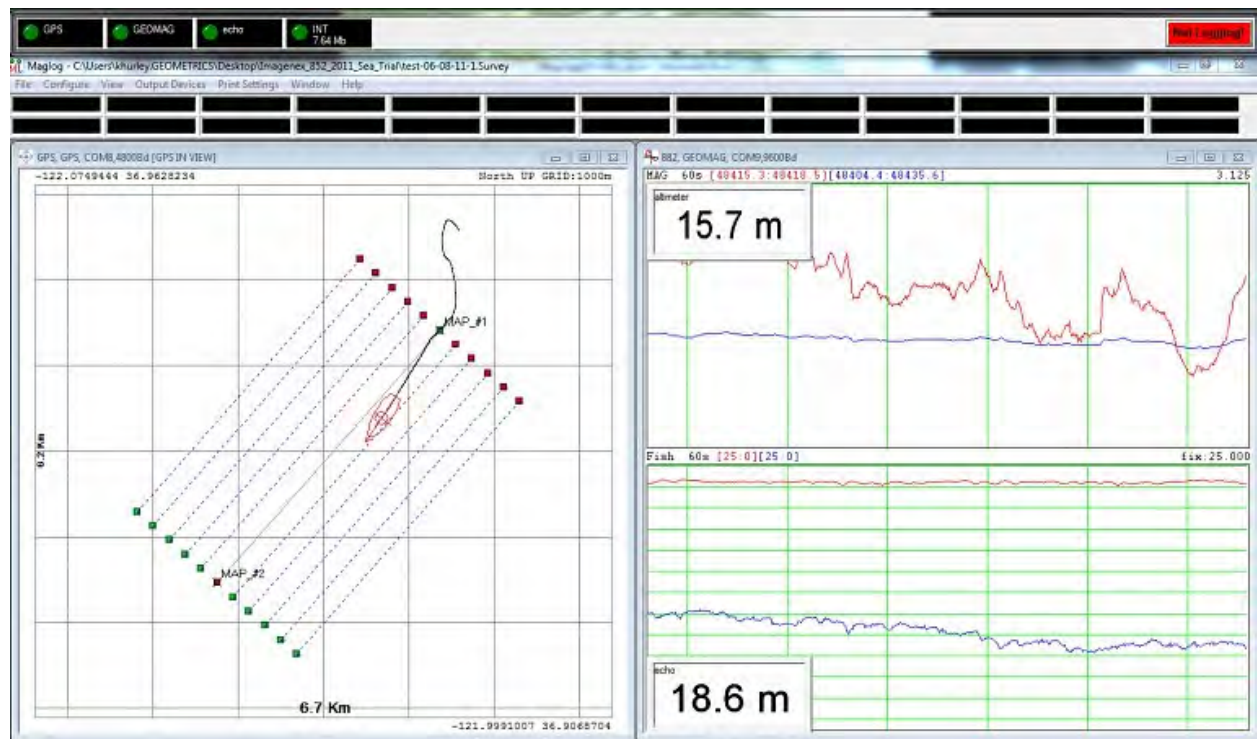 GPS GEOMAG echo INT
7.64 Mb
Not Logging!
Maglog - C:\Users\khurley.GEOMETRICS\Desktop\Imagenex_852_2011_Sea_Trial\test-06-08-11-1.Survey
File Configure View Output Devices Print Settings Window Help
GPS, GPS, COM8,4800Bd [GPS IN VIEW]
-122.0749444 36.9628234 North UP GRID:1000m
MAP_#1
6.2 Km
MAP_#2
6.7 Km
-121.9991007 36.9068704
882, GEOMAG, COM9,9600Bd
MAG 60s [48415.3:48418.5][48404.4:48435.6] 3.125
altimeter
15.7 m
Fish 60s [25:0][25:0] fix:25.000
echo
18.6 m